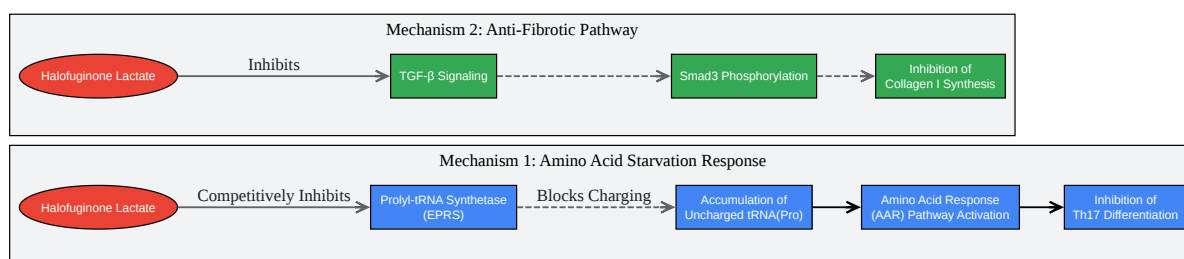 Mechanism 2: Anti-Fibrotic Pathway
Halofuginone Lactate
Inhibits
TGF-β Signaling
Smad3 Phosphorylation
Inhibition of
Collagen I Synthesis
Mechanism 1: Amino Acid Starvation Response
Halofuginone Lactate
Competitively Inhibits
Prolyl-tRNA Synthetase
(EPRS)
Blocks Charging
Accumulation of
Uncharged tRNA(Pro)
Amino Acid Response
(AAR) Pathway Activation
Inhibition of
Th17 Differentiation